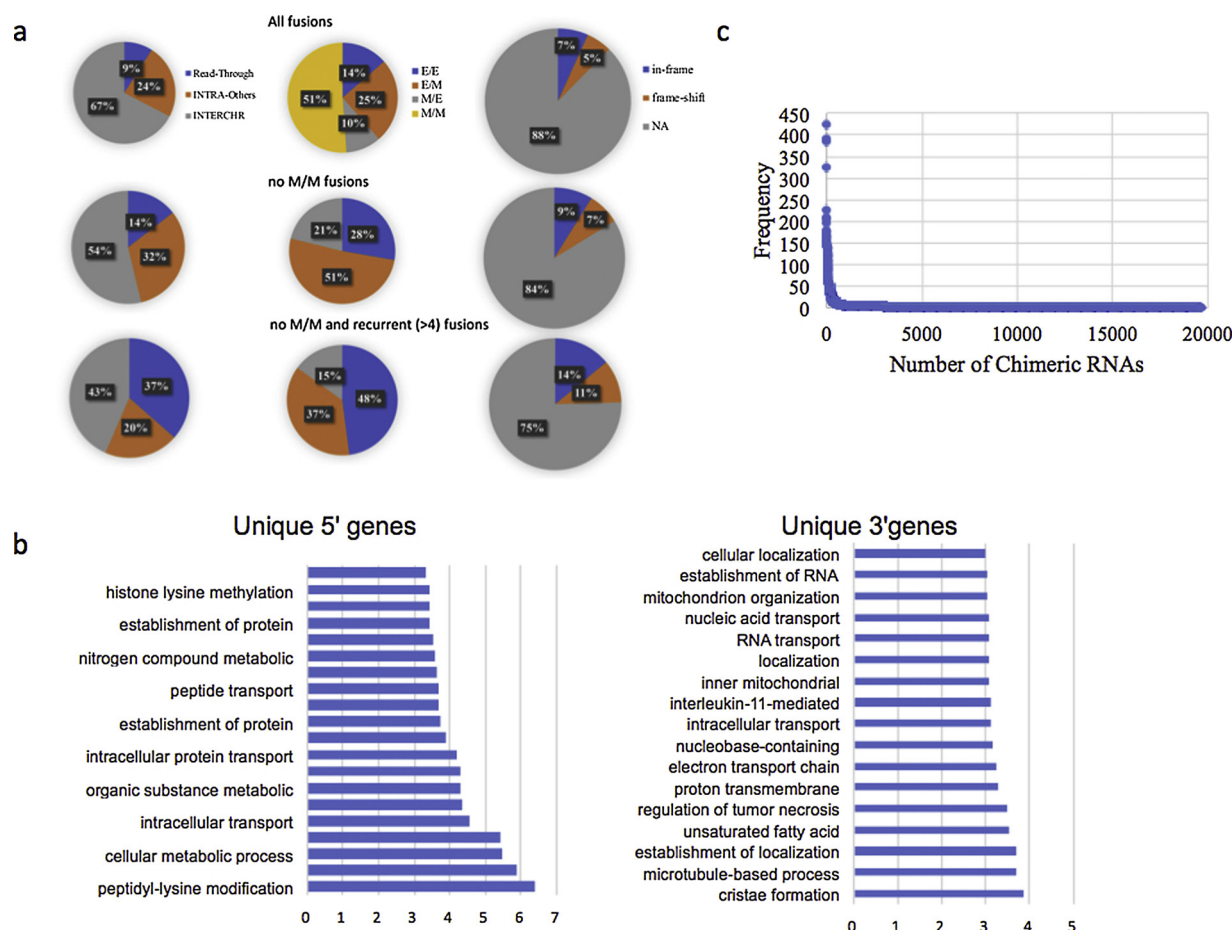 a
All fusions
9%
24%
67%
Read-Through
INTRA-Others
INTERCHR
14%
25%
10%
51%
E/E
E/M
M/E
M/M
7%
5%
88%
in-frame
frame-shift
NA
no M/M fusions
14%
32%
54%
21%
28%
51%
9%
7%
84%
no M/M and recurrent (>4) fusions
43%
37%
20%
15%
37%
48%
14%
11%
75%
c
Frequency
450
400
350
300
250
200
150
100
50
0
0 5000 10000 15000 20000
Number of Chimeric RNAs
b
Unique 5' genes
histone lysine methylation
establishment of protein
nitrogen compound metabolic
peptide transport
establishment of protein
intracellular protein transport
organic substance metabolic
intracellular transport
cellular metabolic process
peptidyl-lysine modification
0 1 2 3 4 5 6 7
Unique 3'genes
cellular localization
establishment of RNA
mitochondrion organization
nucleic acid transport
RNA transport
localization
inner mitochondrial
interleukin-11-mediated
intracellular transport
nucleobase-containing
electron transport chain
proton transmembrane
regulation of tumor necrosis
unsaturated fatty acid
establishment of localization
microtubule-based process
cristae formation
0 1 2 3 4 5